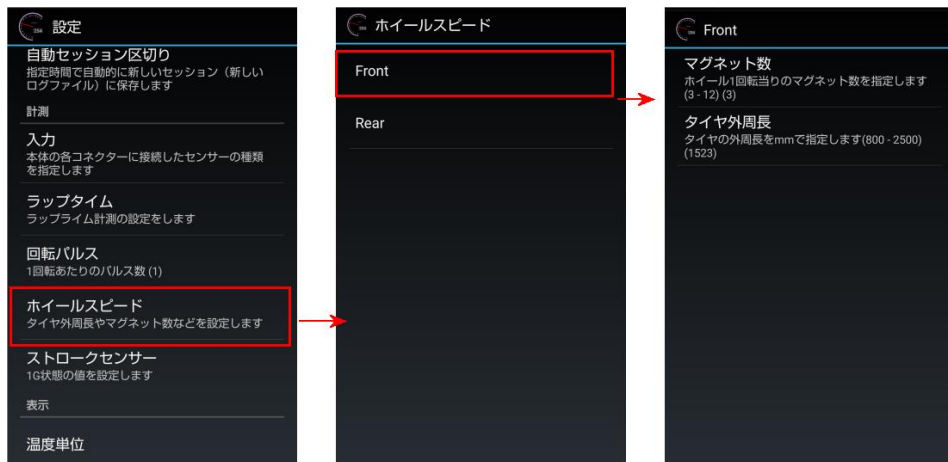 設定
自動セッション区切り
指定時間で自動的に新しいセッション（新しい
ログファイル）に保存します
計測
入力
本体の各コネクターに接続したセンサーの種類
を指定します
ラップタイム
ラップライム計測の設定をします
回転パルス
1回転あたりのパルス数 (1)
ホイールスピード
タイヤ外周長やマグネット数などを設定します
ストロークセンサー
1G状態の値を設定します
表示
温度単位
ホイールスピード
Front
Rear
Front
マグネット数
ホイール1回転当りのマグネット数を指定します
(3 - 12) (3)
タイヤ外周長
タイヤの外周長をmmで指定します(800 - 2500)
(1523)